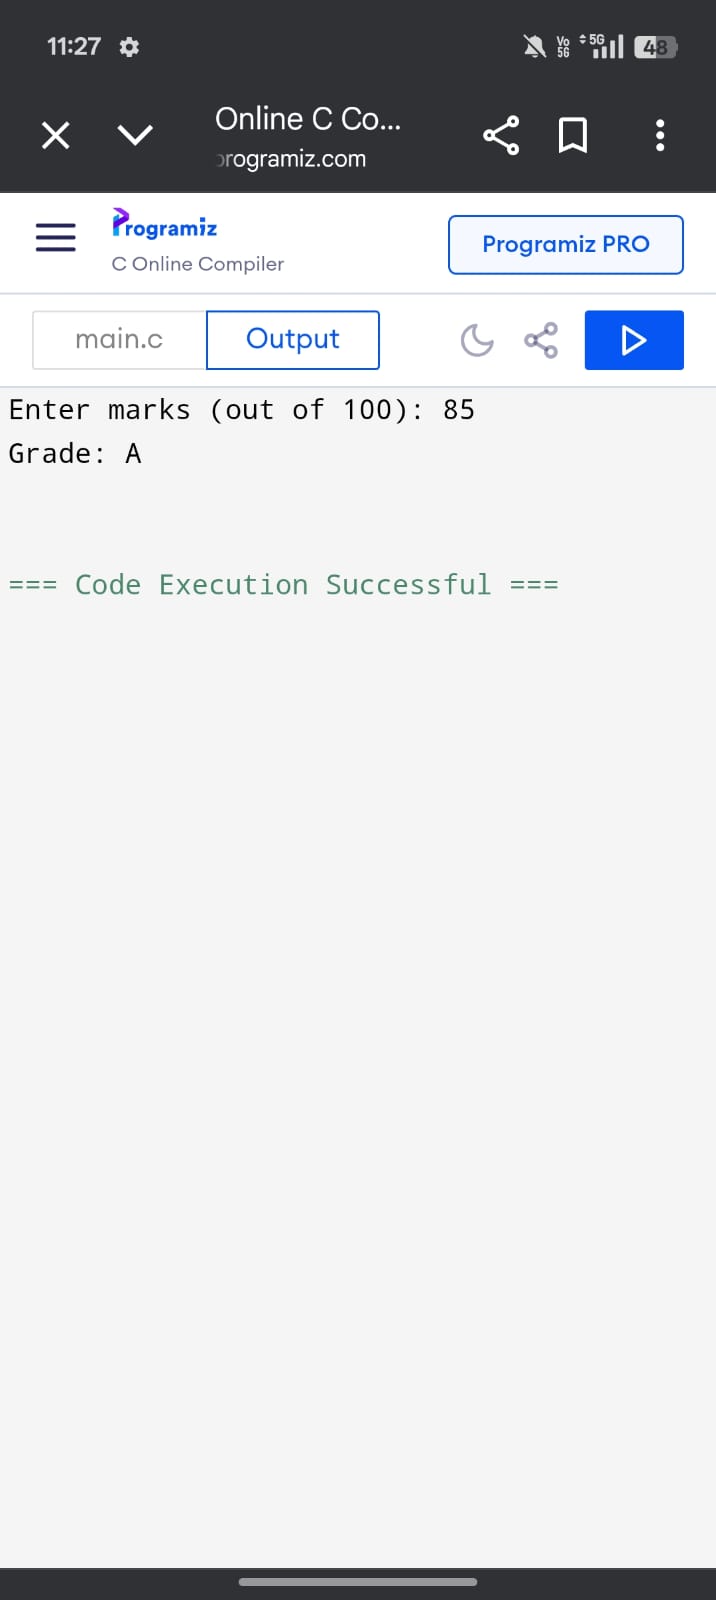 11:27
Vo
5G
5G
48
Online C Co...
programiz.com
Programiz
C Online Compiler
Programiz PRO
main.c
Output
Enter marks (out of 100): 85
Grade: A
=== Code Execution Successful ===